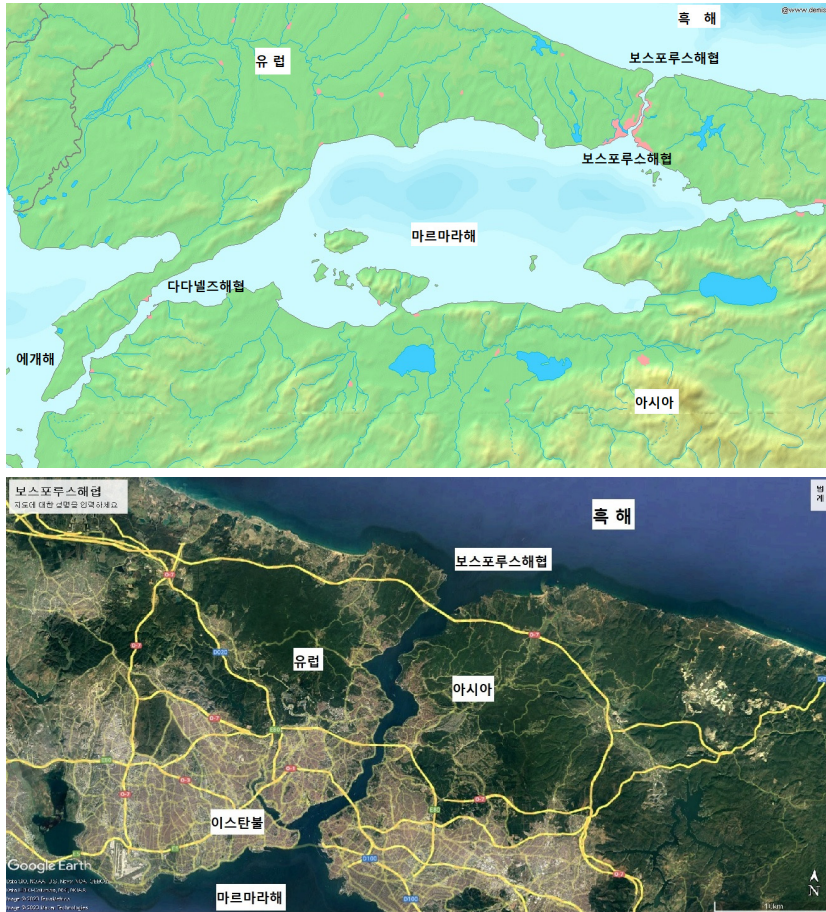 흑 해
유 럽
보스포루스해협
보스포루스해협
마르마라해
다다넬즈해협
에개해
아시아
보스포루스해협
지도에 대한 설명을 입력하세요
흑 해
보스포루스해협
유럽
아시아
이스탄불
마르마라해
Google Earth
N